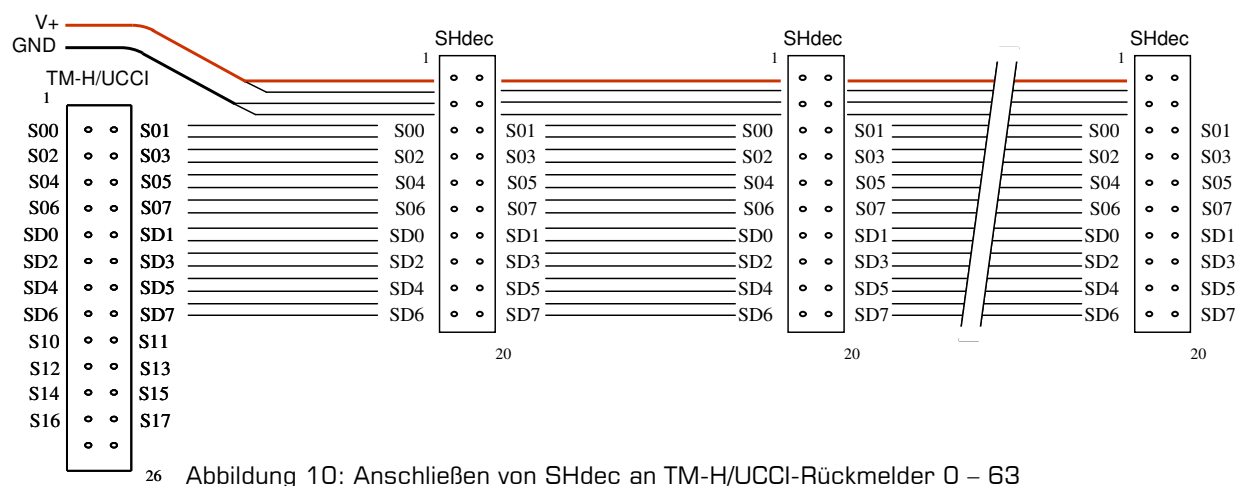 V+
GND
TM-H/UCCI
1
S00 S01
S02 S03
S04 S05
S06 S07
SD0 SD1
SD2 SD3
SD4 SD5
SD6 SD7
S10 S11
S12 S13
S14 S15
S16 S17
26
SHdec
1
S00 S01
S02 S03
S04 S05
S06 S07
SD0 SD1
SD2 SD3
SD4 SD5
SD6 SD7
20
SHdec
1
S00 S01
S02 S03
S04 S05
S06 S07
SD0 SD1
SD2 SD3
SD4 SD5
SD6 SD7
20
SHdec
1
S00 S01
S02 S03
S04 S05
S06 S07
SD0 SD1
SD2 SD3
SD4 SD5
SD6 SD7
20
Abbildung 10: Anschließen von SHdec an TM-H/UCCI-Rückmelder 0 – 63